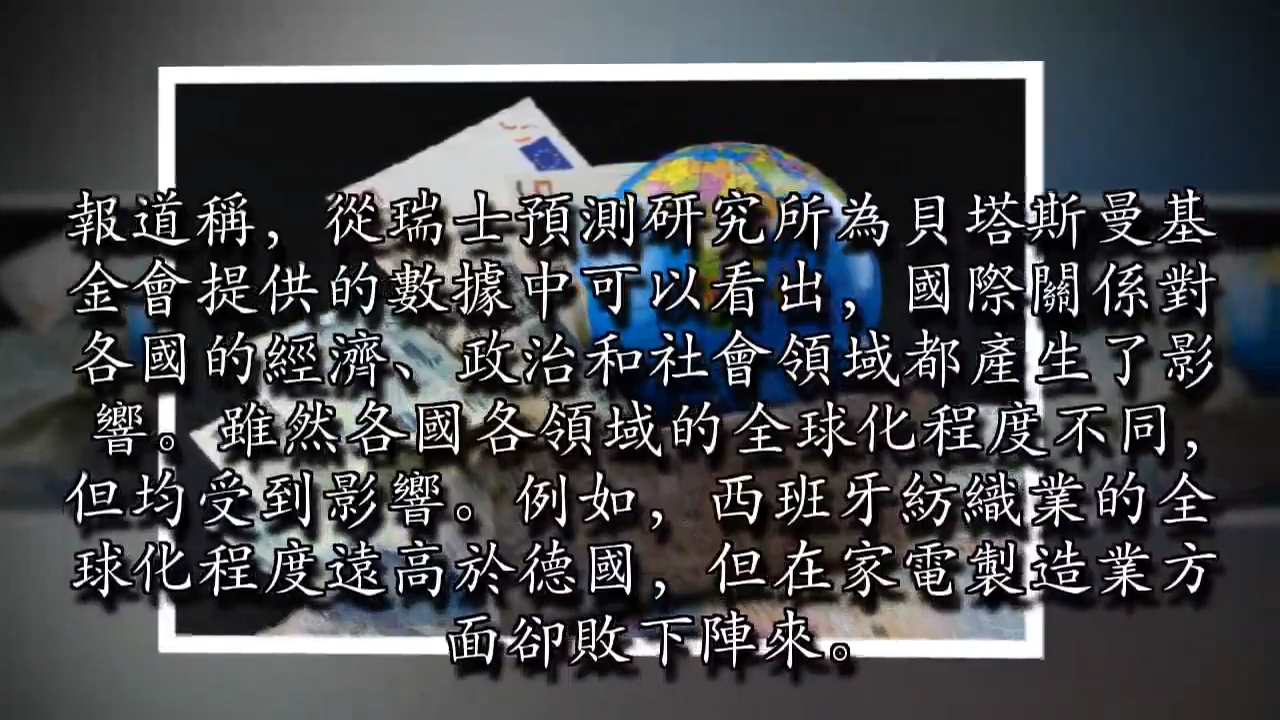 報道稱，從瑞士預測研究所為貝塔斯曼基
金會提供的數據中可以看出，國際關係對
各國的經濟、政治和社會領域都產生了影
響。雖然各國各領域的全球化程度不同，
但均受到影響。例如，西班牙紡織業的全
球化程度遠高於德國，但在家電製造業方
面卻敗下陣來。